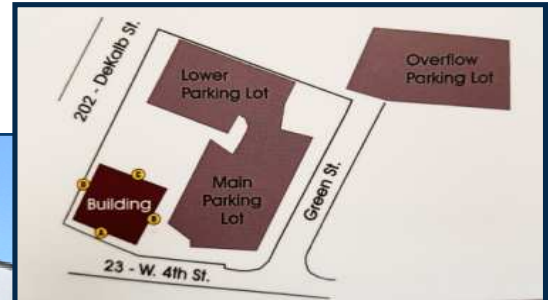 202 - DeKalb St.
Lower
Parking Lot
Overflow
Parking Lot
Building
A
Main
Parking
Lot
Green St.
23 - W. 4th St.